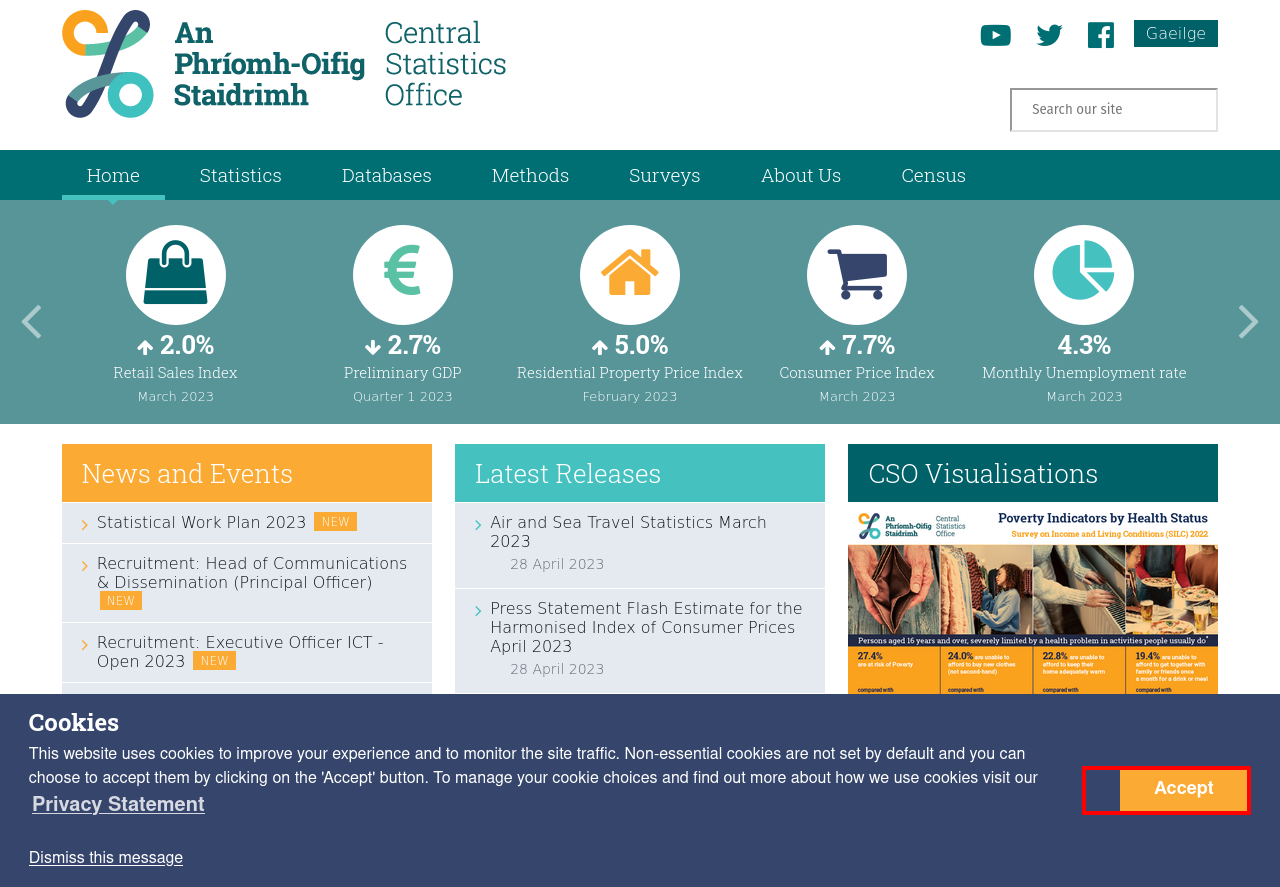 An
Phríomh-Oifig
Staidrimh
Central
Statistics
Office
Gaeilge
Search our site
Home
Statistics
Databases
Methods
Surveys
About Us
Census
2.0%
Retail Sales Index
March 2023
2.7%
Preliminary GDP
Quarter 1 2023
5.0%
Residential Property Price Index
February 2023
7.7%
Consumer Price Index
March 2023
4.3%
Monthly Unemployment rate
March 2023
News and Events
Statistical Work Plan 2023 NEW
Recruitment: Head of Communications
& Dissemination (Principal Officer)
NEW
Recruitment: Executive Officer ICT -
Open 2023 NEW
Latest Releases
Air and Sea Travel Statistics March
2023
28 April 2023
Press Statement Flash Estimate for the
Harmonised Index of Consumer Prices
April 2023
28 April 2023
CSO Visualisations
An
Phríomh-Oifig
Staidrimh
Central
Statistics
Office
Poverty Indicators by Health Status
Survey on Income and Living Conditions (SILC) 2022
Persons aged 16 years and over, severely limited by a health problem in activities people usually do*
27.4%
are at risk of Poverty
compared with
24.0% are unable to
afford to buy new clothes
(not second-hand)
compared with
22.8% are unable to
afford to keep their
home adequately warm
compared with
19.4% are unable to
afford to get together with
family or friends once
a month for a drink or meal
compared with
Cookies
This website uses cookies to improve your experience and to monitor the site traffic. Non-essential cookies are not set by default and you can
choose to accept them by clicking on the 'Accept' button. To manage your cookie choices and find out more about how we use cookies visit our
Privacy Statement
Dismiss this message
Accept